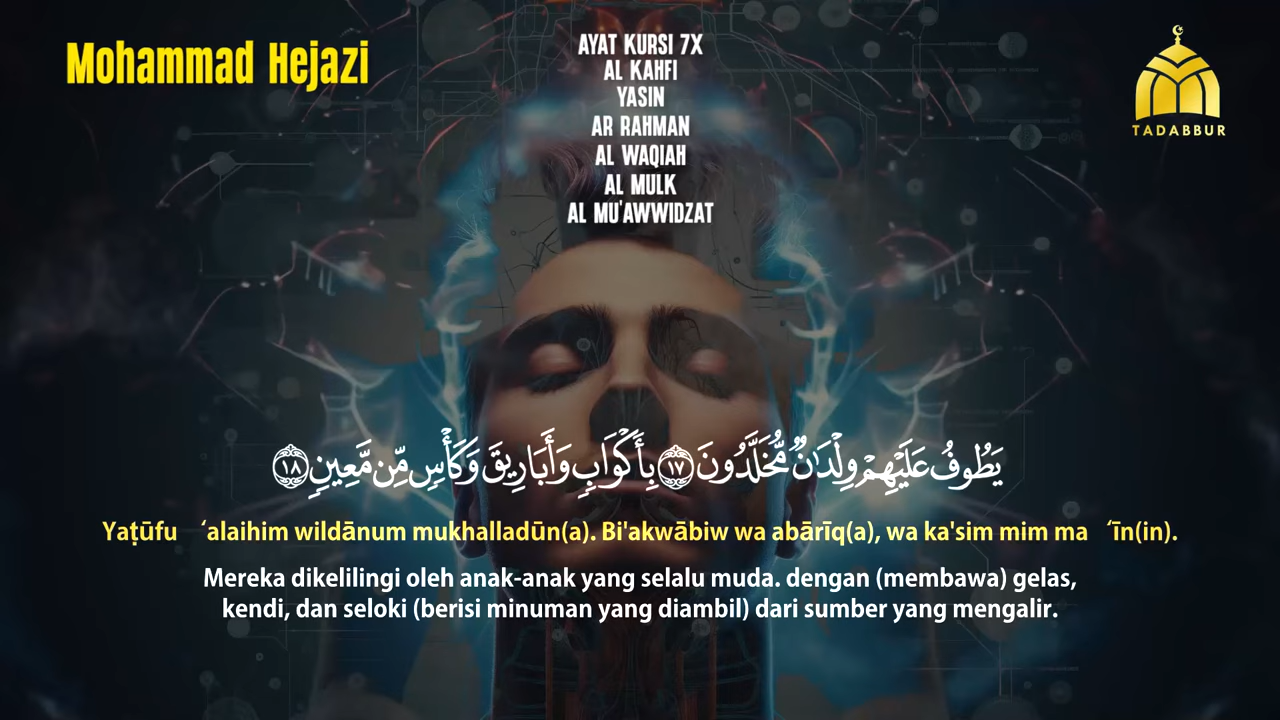 Mohammad Hejazi
AYAT KURSI 7X
AL KAHFI
YASIN
AR RAHMAN
AL WAQIAH
AL MULK
AL MU'AWWIDZAT
TADABBUR
يَطُوفُ عَلَيْهِمْ وِلْدَٰنٌ مُّخَلَّدُونَ ١٧ بِأَكْوَابٍ وَأَبَارِيقَ وَكَأْسٍ مِّن مَّعِينٍ ١٨
Yaṭūfu ‘alaihim wildānum mukhalladūn(a). Bi'akwābiw wa abārīq(a), wa ka'sim mim ma ‘īn(in).
Mereka dikelilingi oleh anak-anak yang selalu muda. dengan (membawa) gelas,
kendi, dan seloki (berisi minuman yang diambil) dari sumber yang mengalir.